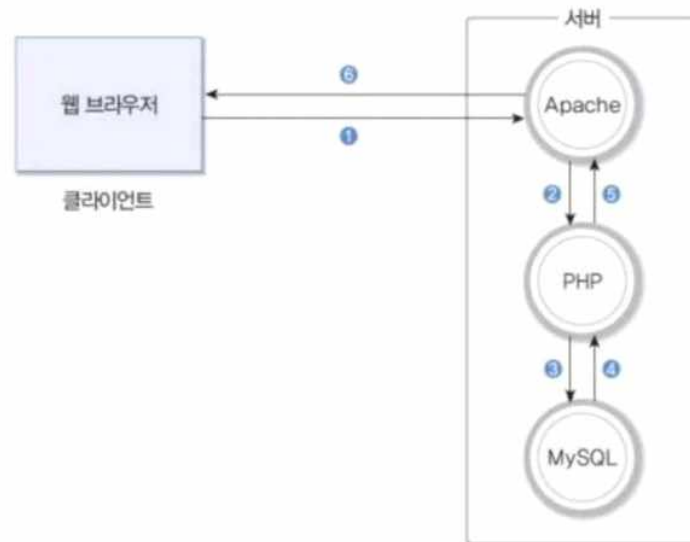 서버
⑥
Apache
웹 브라우저
①
클라이언트
② ⑤
PHP
③ ④
MySQL